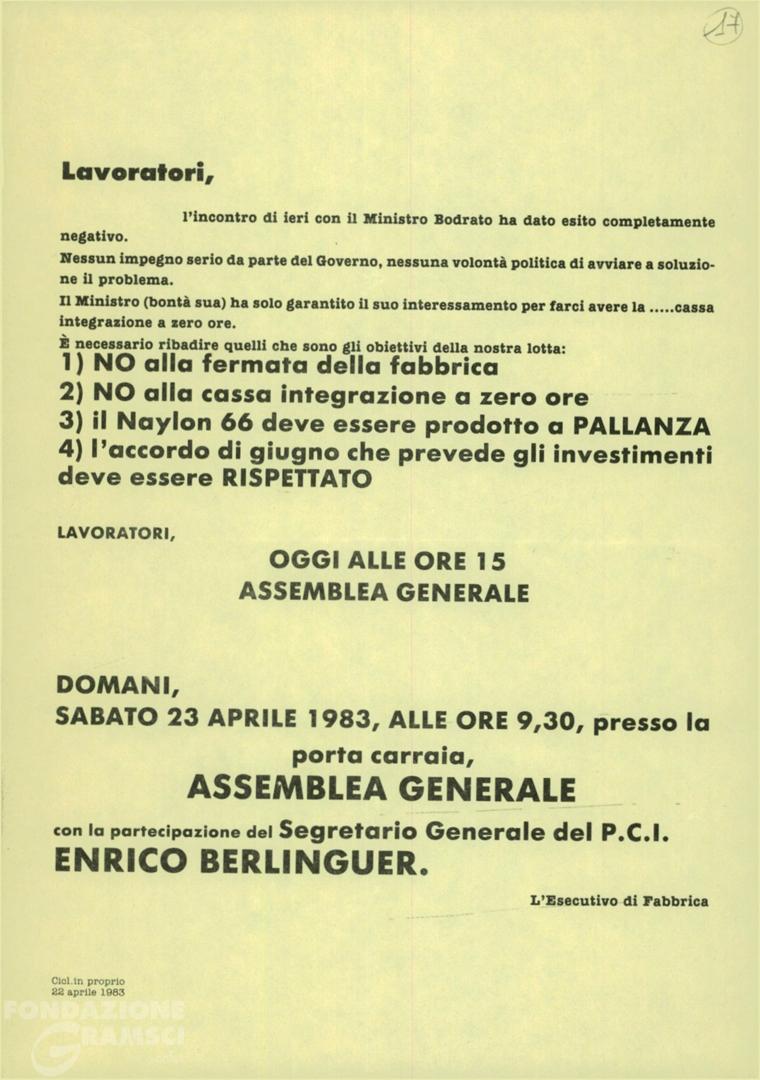 17
Lavoratori,
l'incontro di ieri con il Ministro Bodrato ha dato esito completamente
negativo.
Nessun impegno serio da parte del Governo, nessuna volontà politica di avviare a soluzio-
ne il problema.
Il Ministro (bontà sua) ha solo garantito il suo interessamento per farci avere la .....cassa
integrazione a zero ore.
È necessario ribadire quelli che sono gli obiettivi della nostra lotta:
1) NO alla fermata della fabbrica
2) NO alla cassa integrazione a zero ore
3) il Naylon 66 deve essere prodotto a PALLANZA
4) l'accordo di giugno che prevede gli investimenti
deve essere RISPETTATO
LAVORATORI,
OGGI ALLE ORE 15
ASSEMBLEA GENERALE
DOMANI,
SABATO 23 APRILE 1983, ALLE ORE 9,30, presso la
porta carraia,
ASSEMBLEA GENERALE
con la partecipazione del Segretario Generale del P.C.I.
ENRICO BERLINGUER.
L'Esecutivo di Fabbrica
Cicl.in proprio
22 aprile 1983
FONDAZIONE
GRAMSCI